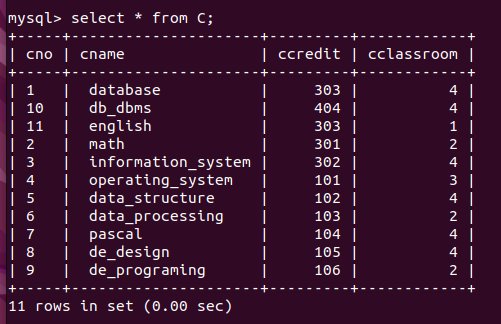 mysql> select * from C;
+-----+---------------------+---------+------------+
| cno | cname               | ccredit | cclassroom |
+-----+---------------------+---------+------------+
| 1   |  database           |     303 |          4 |
| 10  |  db_dbms            |     404 |          4 |
| 11  |  english            |     303 |          1 |
| 2   |  math               |     301 |          2 |
| 3   |  information_system |     302 |          4 |
| 4   |  operating_system   |     101 |          3 |
| 5   |  data_structure     |     102 |          4 |
| 6   |  data_processing    |     103 |          2 |
| 7   |  pascal             |     104 |          4 |
| 8   |  de_design          |     105 |          4 |
| 9   |  de_programing      |     106 |          2 |
+-----+---------------------+---------+------------+
11 rows in set (0.00 sec)